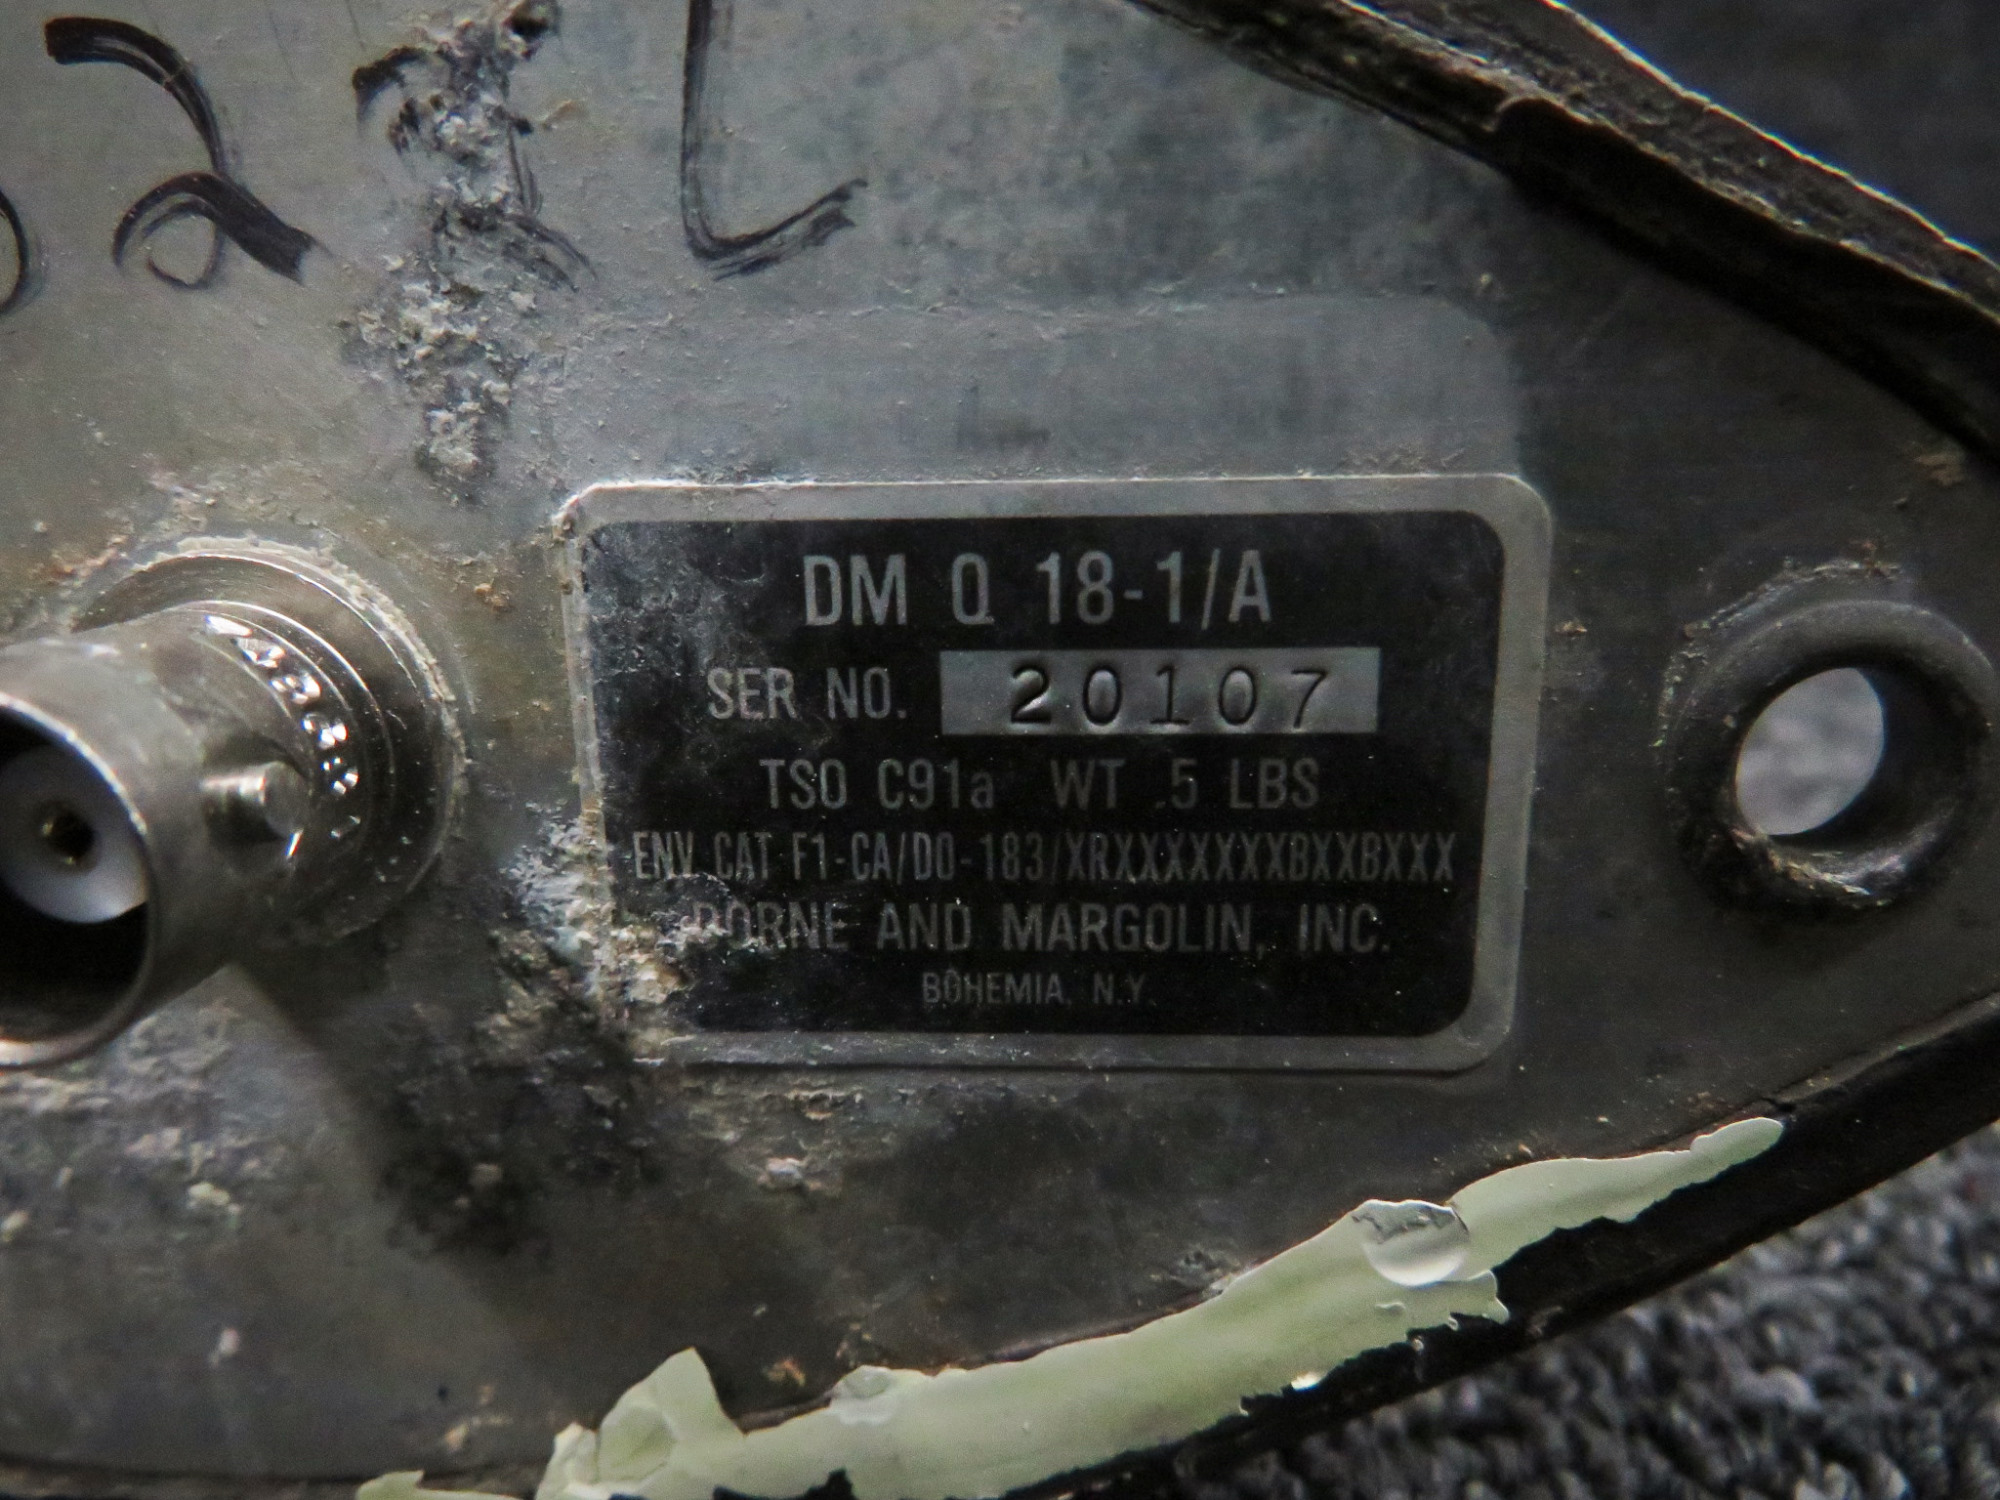 DM Q 18-1/A
SER NO. 20107
TSO C91a WT .5 LBS
ENV. CAT F1-CA/DO-183/XRXXXXXXXBXXBXXX
DORNE AND MARGOLIN, INC.
BOHEMIA, N.Y.